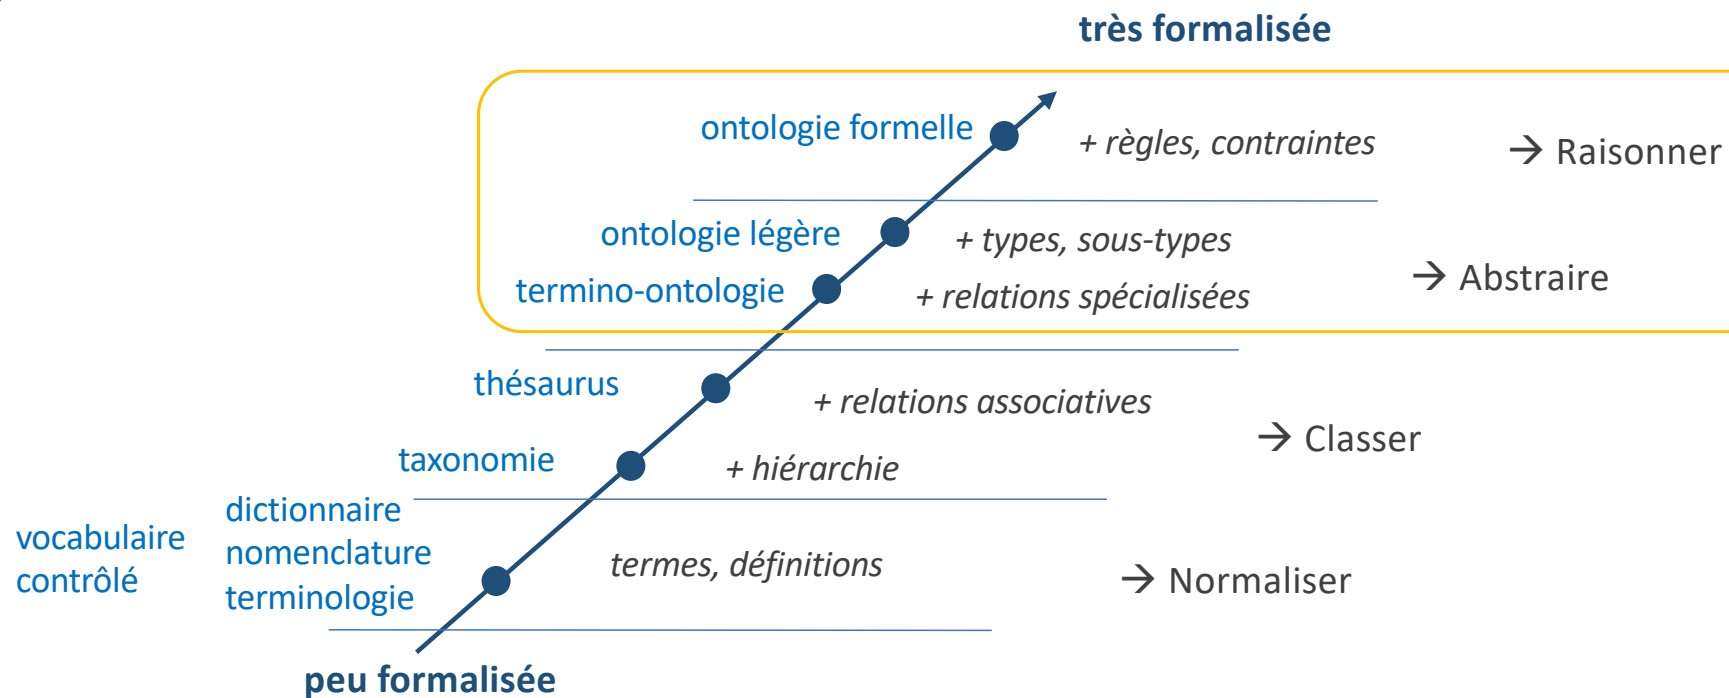 très formalisée
ontologie formelle
+ règles, contraintes
→ Raisonner
ontologie légère
+ types, sous-types
termino-ontologie
+ relations spécialisées
→ Abstraire
thésaurus
+ relations associatives
→ Classer
taxonomie
+ hiérarchie
vocabulaire
contrôlé
dictionnaire
nomenclature
terminologie
termes, définitions
→ Normaliser
peu formalisée